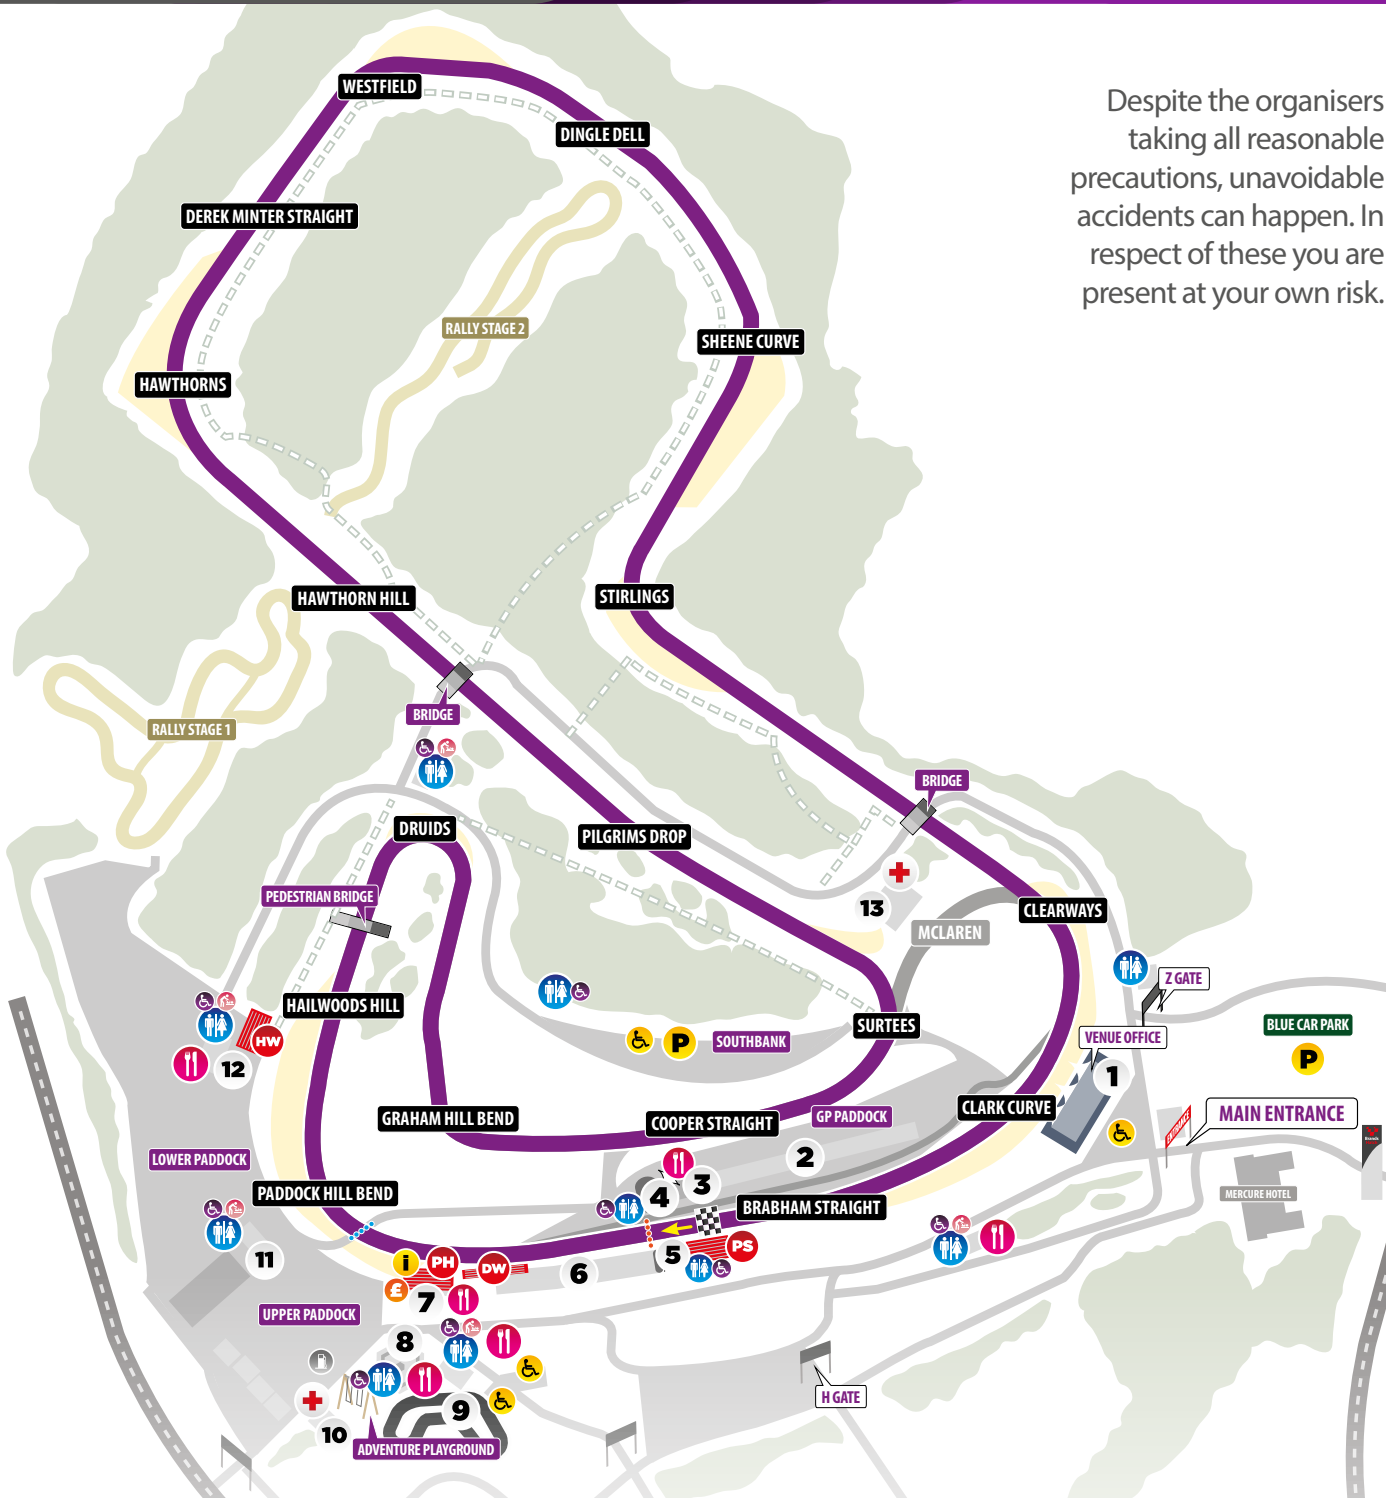 WESTFIELD
Despite the organisers
taking all reasonable
precautions, unavoidable
accidents can happen. In
respect of these you are
present at your own risk.
DINGLE DELL
DEREK MINTER STRAIGHT
RALLY STAGE 2
SHEENE CURVE
HAWTHORNS
HAWTHORN HILL
STIRLINGS
BRIDGE
RALLY STAGE 1
BRIDGE
DRUIDS
PILGRIMS DROP
PEDESTRIAN BRIDGE
13
CLEARWAYS
MCLAREN
Z GATE
HAILWOODS HILL
SURTEES
BLUE CAR PARK
VENUE OFFICE
HW
P
SOUTHBANK
P
12
1
GRAHAM HILL BEND
COOPER STRAIGHT
GP PADDOCK
CLARK CURVE
MAIN ENTRANCE
ENTRANCE
LOWER PADDOCK
2
PADDOCK HILL BEND
3
4
BRABHAM STRAIGHT
MERCURE HOTEL
11
i
PH
DW
6
5
PS
£
7
UPPER PADDOCK
8
H GATE
9
10
ADVENTURE PLAYGROUND